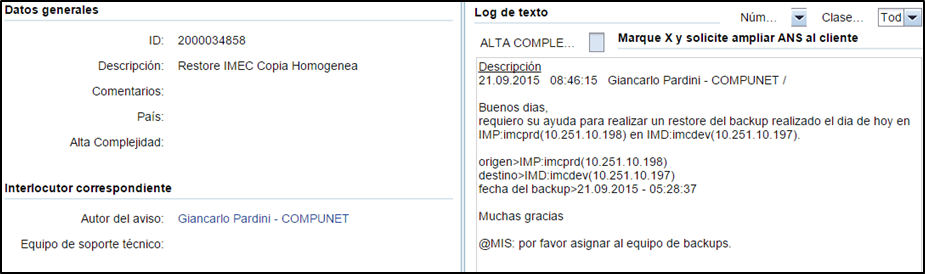 Datos generales
ID: 2000034858
Descripción: Restore IMEC Copia Homogenea
Comentarios:
País:
Alta Complejidad:
Interlocutor correspondiente
Autor del aviso: Giancarlo Pardini - COMPUNET
Equipo de soporte técnico:
Log de texto
Núm... Clase... Tod
ALTA COMPLE... Marque X y solicite ampliar ANS al cliente
Descripción
21.09.2015 08:46:15 Giancarlo Pardini - COMPUNET /
Buenos dias,
requiero su ayuda para realizar un restore del backup realizado el dia de hoy en
IMP:imcprd(10.251.10.198) en IMD:imcdev(10.251.10.197).
origen>IMP:imcprd(10.251.10.198)
destino>IMD:imcdev(10.251.10.197)
fecha del backup>21.09.2015 - 05:28:37
Muchas gracias
@MIS: por favor asignar al equipo de backups.